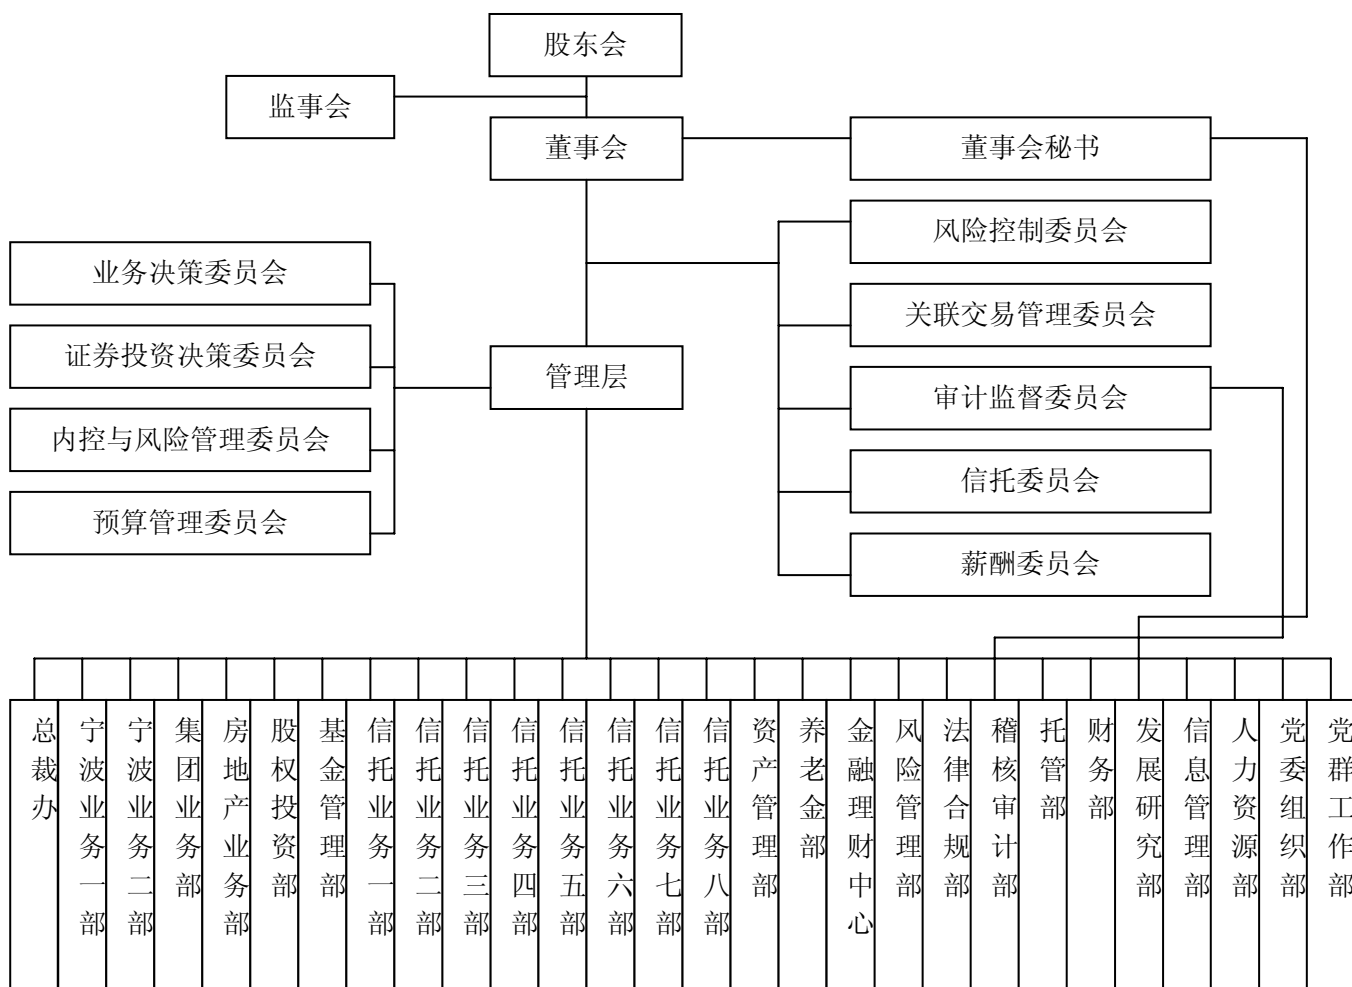 股东会
监事会
董事会
董事会秘书
风险控制委员会
业务决策委员会
关联交易管理委员会
证券投资决策委员会
管理层
审计监督委员会
内控与风险管理委员会
信托委员会
预算管理委员会
薪酬委员会
总裁办
宁波业务一部
宁波业务二部
集团业务部
房地产业务部
股权投资部
基金管理部
信托业务一部
信托业务二部
信托业务三部
信托业务四部
信托业务五部
信托业务六部
信托业务七部
信托业务八部
资产管理部
养老金部
金融理财中心
风险管理部
法律合规部
稽核审计部
托管部
财务部
发展研究部
信息管理部
人力资源部
党委组织部
党群工作部